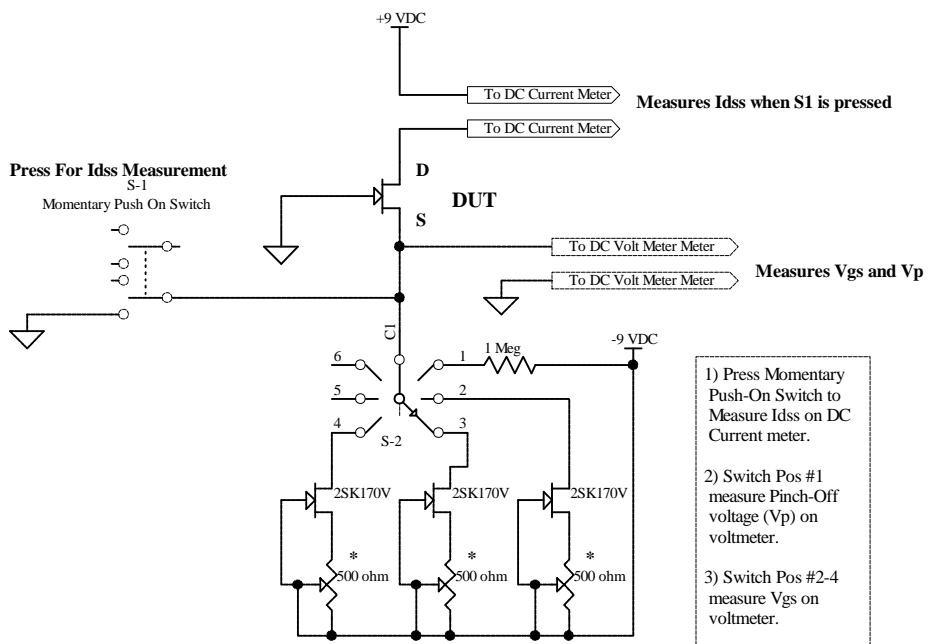 +9 VDC
To DC Current Meter
Measures Idss when S1 is pressed
To DC Current Meter
Press For Idss Measurement
S-1
Momentary Push On Switch
D
DUT
S
To DC Volt Meter Meter
Measures Vgs and Vp
To DC Volt Meter Meter
C1
-9 VDC
6
1
1 Meg
5
2
4
3
S-2
2SK170V
2SK170V
2SK170V
*
*
*
500 ohm
500 ohm
500 ohm
1) Press Momentary
Push-On Switch to
Measure Idss on DC
Current meter.
2) Switch Pos #1
measure Pinch-Off
voltage (Vp) on
voltmeter.
3) Switch Pos #2-4
measure Vgs on
voltmeter.